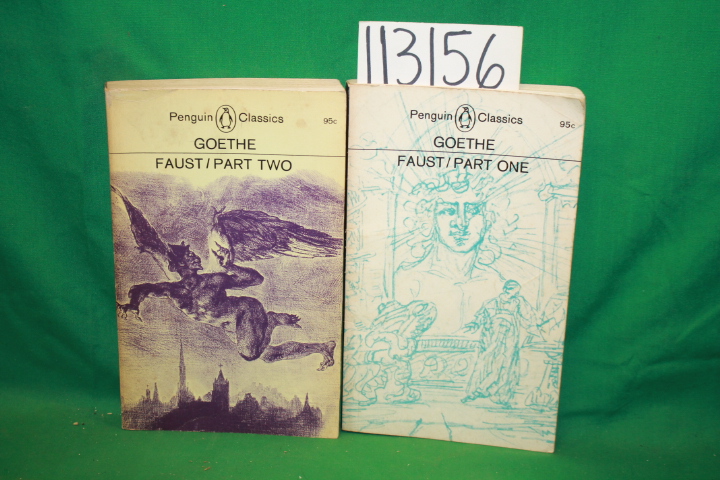 113156
Penguin Classics
95c
GOETHE
FAUST/PART TWO
Penguin Classics
95c
GOETHE
FAUST/PART ONE